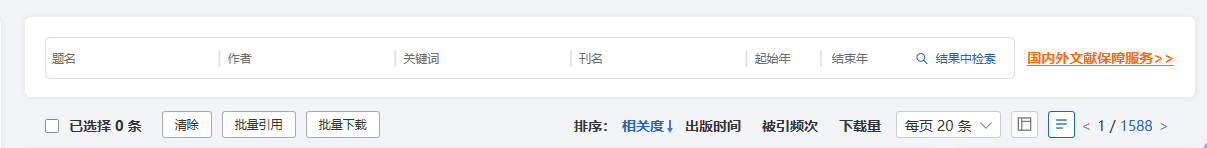 题名 作者 关键词 刊名 起始年 结束年 结果中检索 国内外文献保障服务>>
已选择 0 条 清除 批量引用 批量下载 排序： 相关度↓ 出版时间 被引频次 下载量 每页 20 条 < 1 / 1588 >